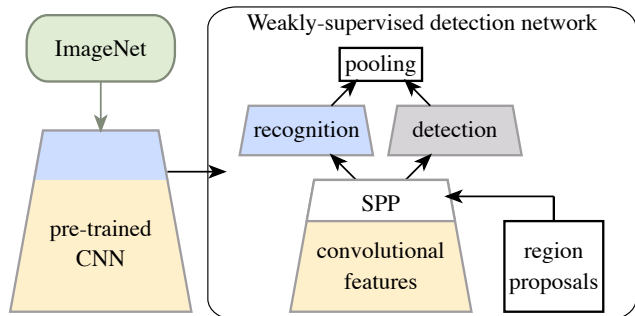 Weakly-supervised detection network
ImageNet
pooling
recognition
detection
SPP
pre-trained
CNN
convolutional
features
region
proposals